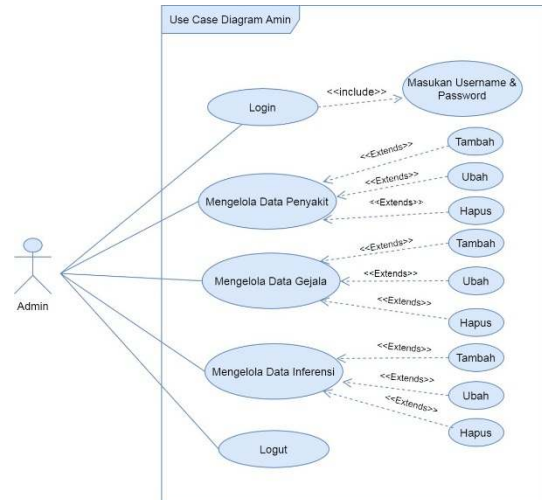 Use Case Diagram Amin
Login
<<include>>
Masukan Username &
Password
Mengelola Data Penyakit
<<Extends>>
Tambah
<<Extends>>
Ubah
<<Extends>>
Hapus
Admin
Mengelola Data Gejala
<<Extends>>
Tambah
<<Extends>>
Ubah
<<Extends>>
Hapus
Mengelola Data Inferensi
<<Extends>>
Tambah
<<Extends>>
Ubah
<<Extends>>
Hapus
Logut